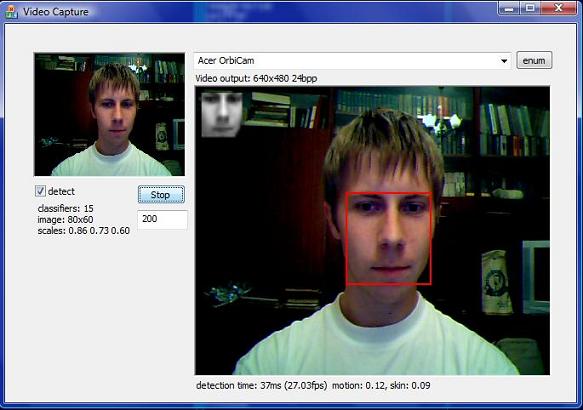 Video Capture
Acer OrbiCam
enum
Video output: 640x480 24bpp
detect
Stop
classifiers: 15
image: 80x60
scales: 0.86 0.73 0.60
200
detection time: 37ms (27.03fps) motion: 0.12, skin: 0.09